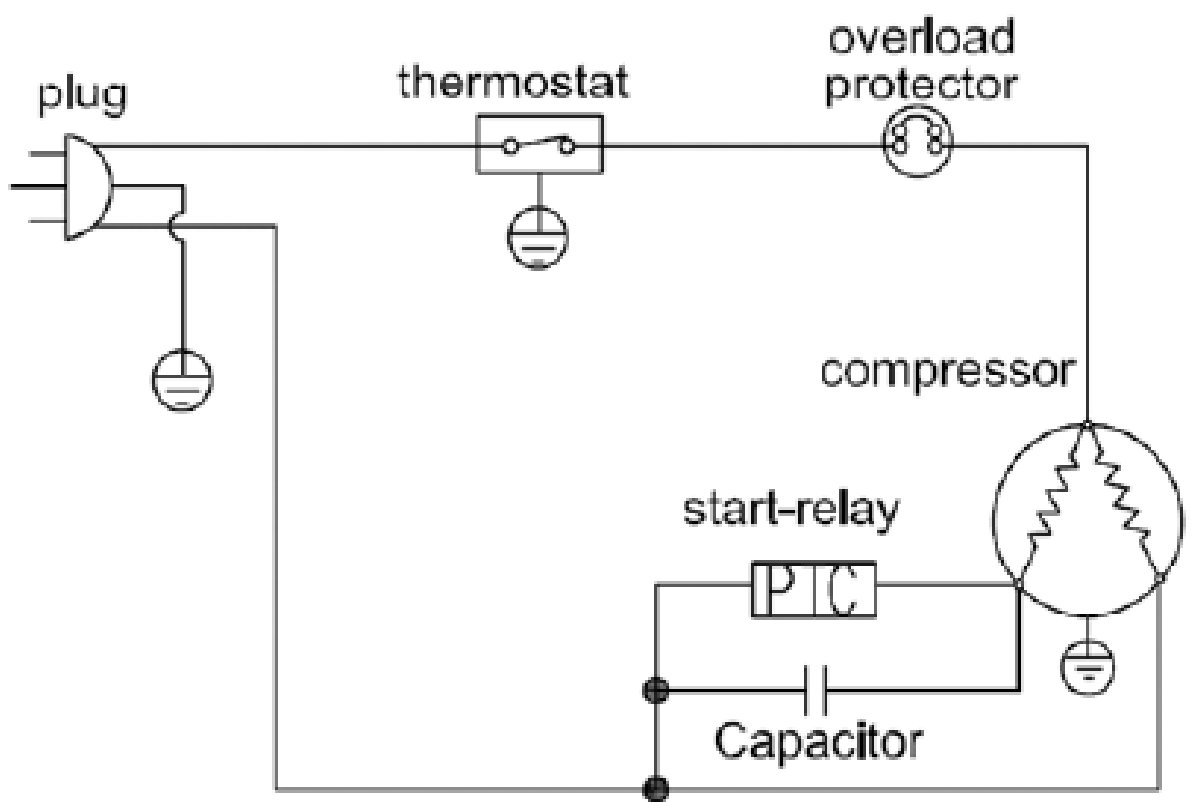 plug
thermostat
overload
protector
compressor
start-relay
PTC
Capacitor